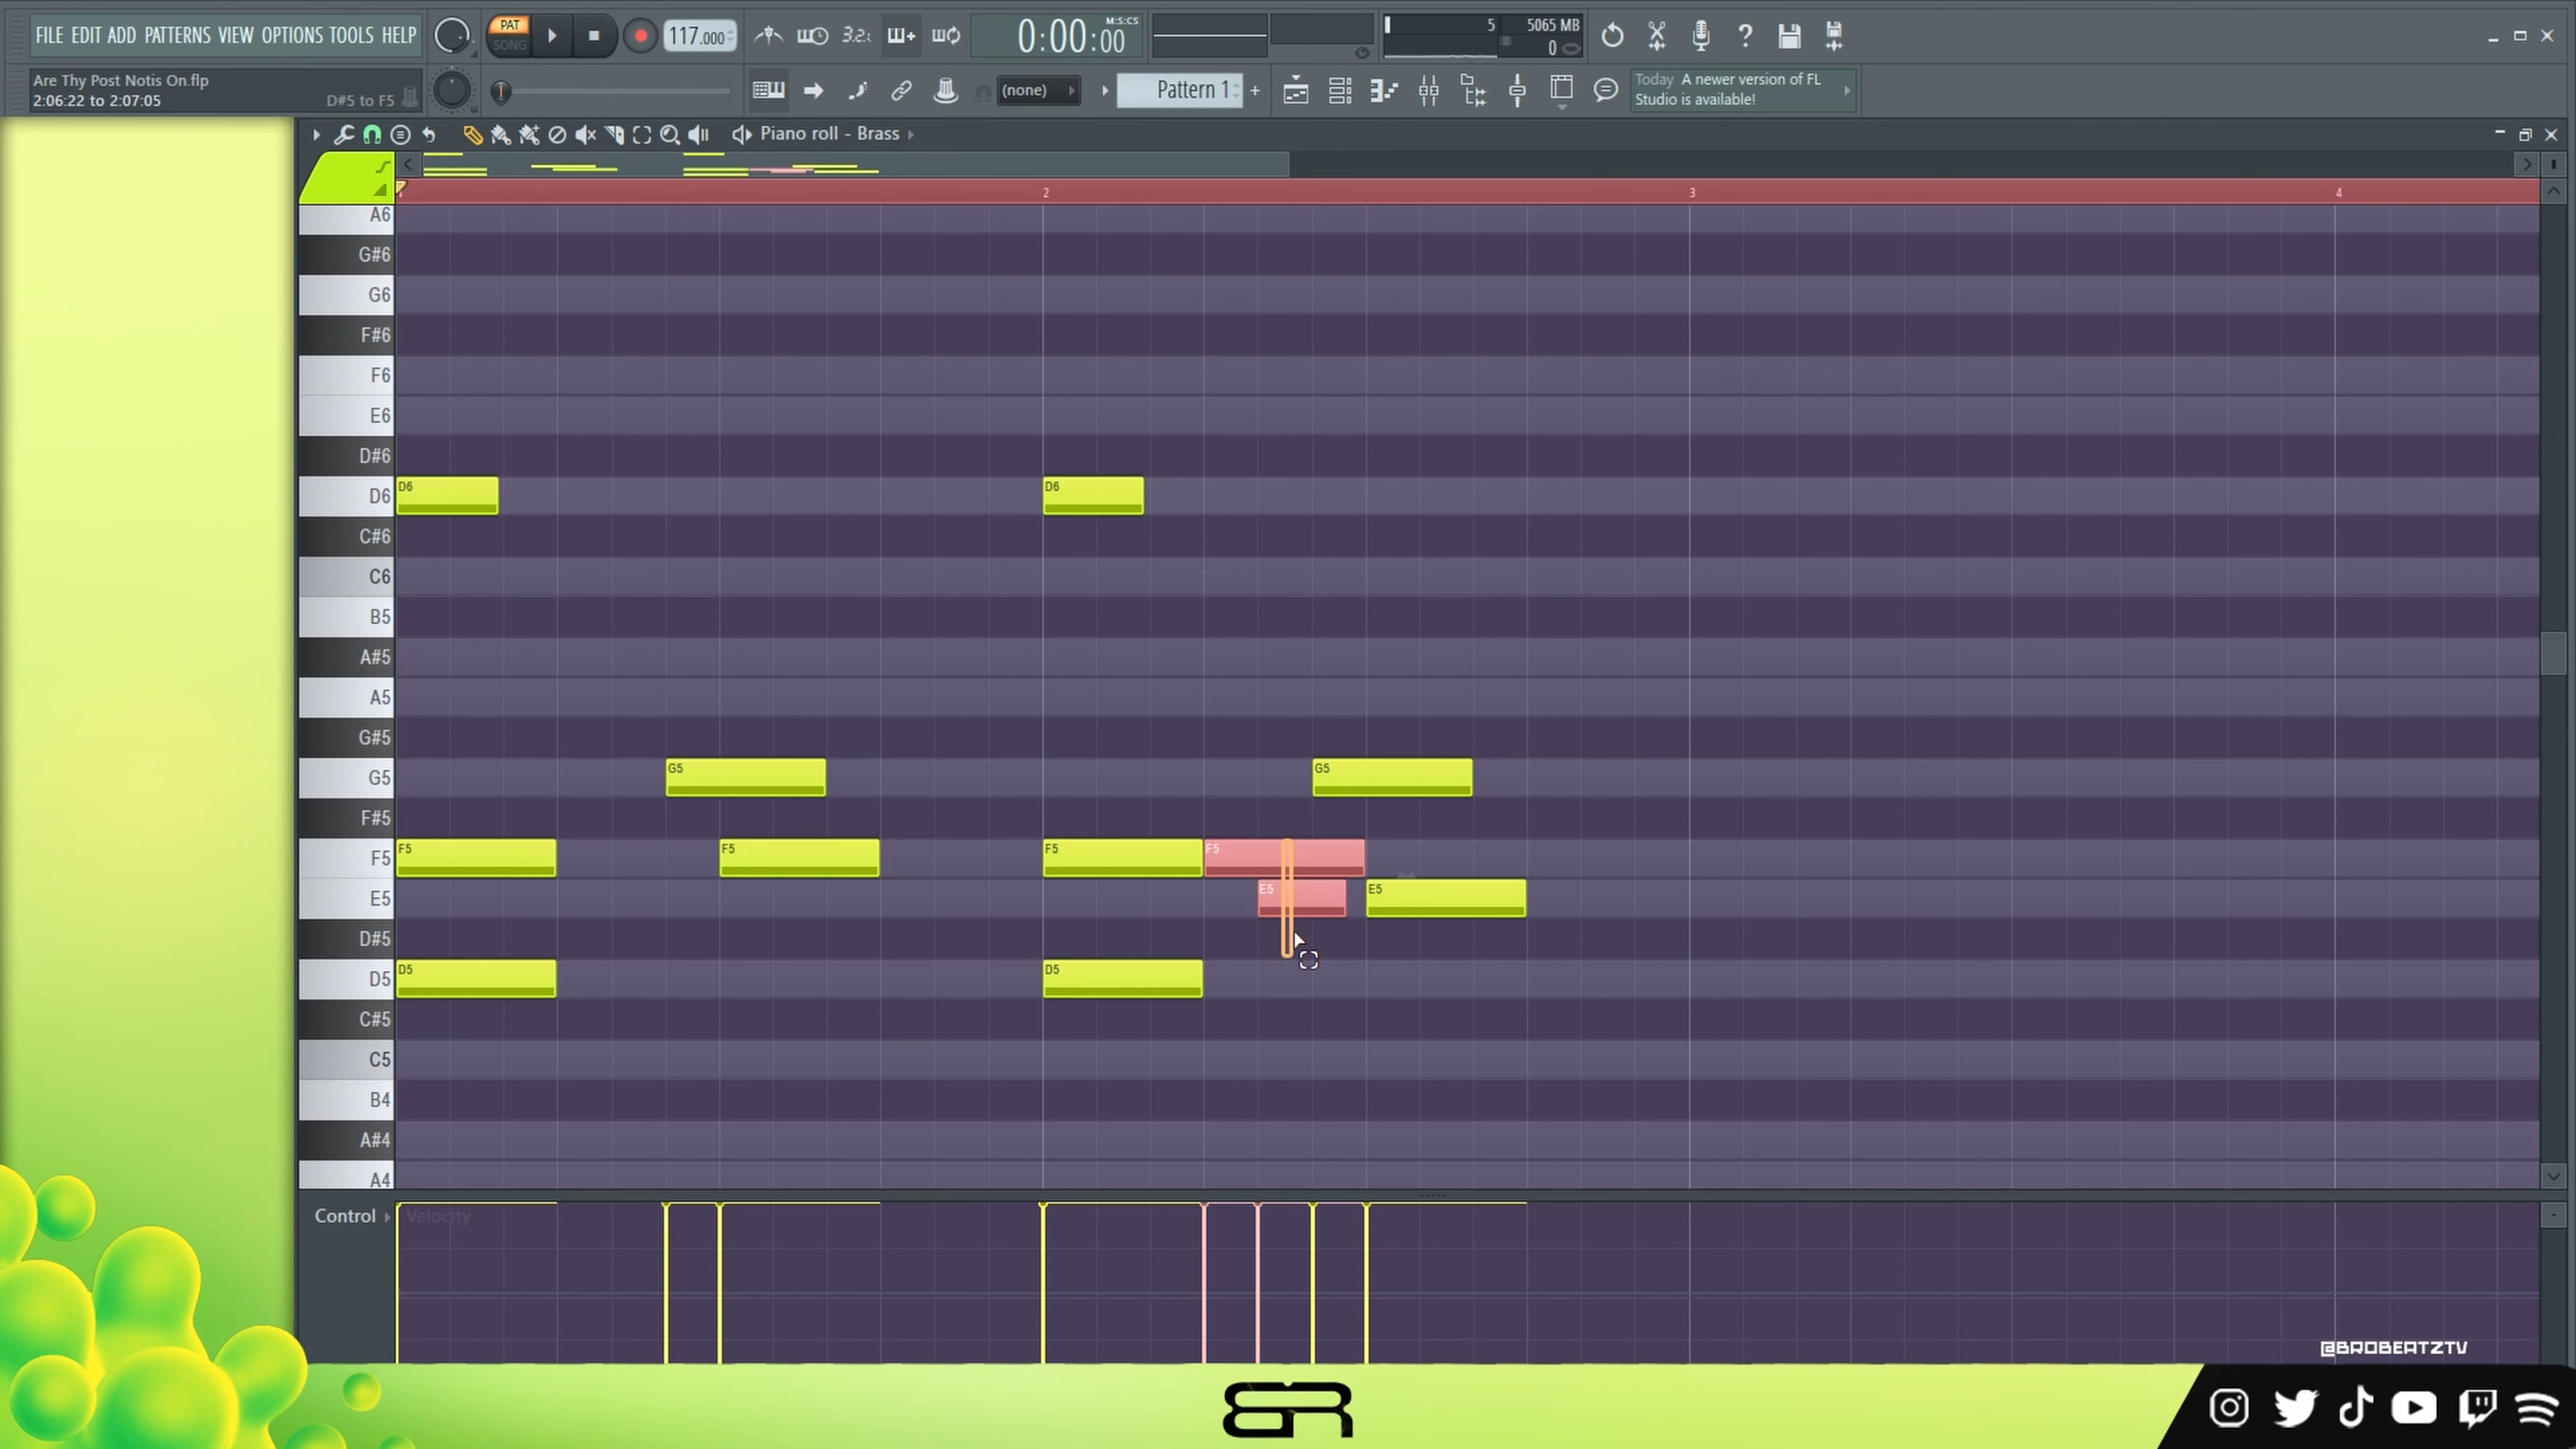 FILE EDIT ADD PATTERNS VIEW OPTIONS TOOLS HELP
PAT
SONG
117.000
3.2.
0:00:00
M:S:CS
5
5065 MB
0
Are Thy Post Notis On.flp
2:06:22 to 2:07:05
D#5 to F5
(none)
Pattern 1
Today A newer version of FL
Studio is available!
Piano roll - Brass
2
3
4
A6
G#6
G6
F#6
F6
E6
D#6
D6
D6
D6
C#6
C6
B5
A#5
A5
G#5
G5
G5
G5
F#5
F5
F5
F5
F5
F5
E5
E5
E5
D#5
D5
D5
D5
C#5
C5
B4
A#4
A4
Control
Velocity
@BROBEATZTV
BR